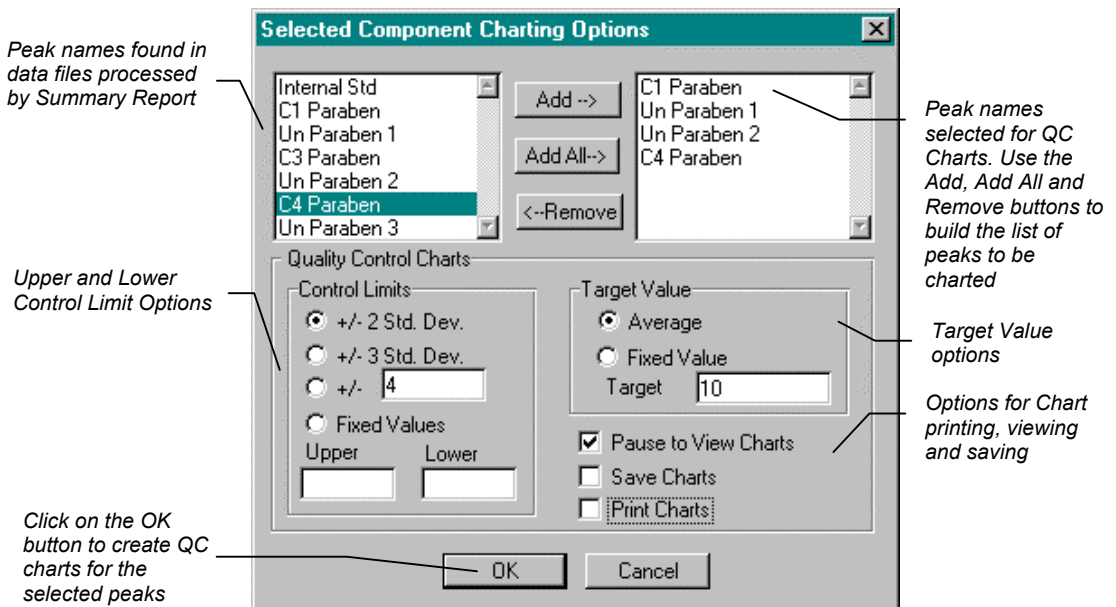 Selected Component Charting Options
Peak names found in
data files processed
by Summary Report
Internal Std
C1 Paraben
Un Paraben 1
C3 Paraben
Un Paraben 2
C4 Paraben
Un Paraben 3
Add -->
Add All-->
<--Remove
C1 Paraben
Un Paraben 1
Un Paraben 2
C4 Paraben
Peak names
selected for QC
Charts. Use the
Add, Add All and
Remove buttons to
build the list of
peaks to be
charted
Quality Control Charts
Upper and Lower
Control Limit Options
Control Limits
+/- 2 Std. Dev.
+/- 3 Std. Dev.
+/- 4
Fixed Values
Upper Lower
Target Value
Average
Fixed Value
Target 10
Target Value
options
Pause to View Charts
Save Charts
Print Charts
Options for Chart
printing, viewing
and saving
Click on the OK
button to create QC
charts for the
selected peaks
OK
Cancel